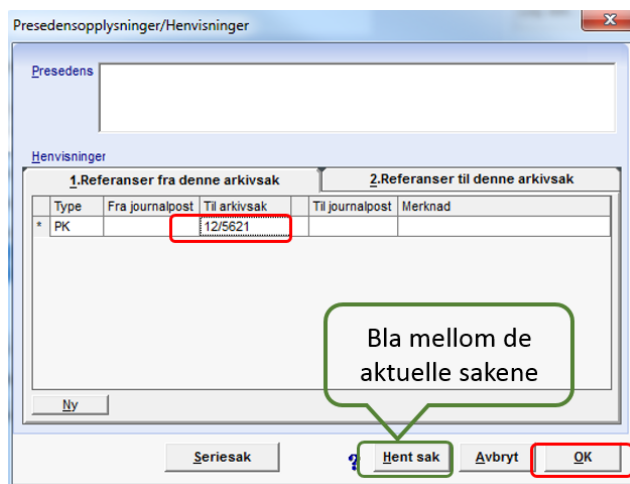 Presedensopplysninger/Henvisninger
x
Presedens
Henvisninger
1.Referanser fra denne arkivsak 2.Referanser til denne arkivsak
Type Fra journalpost Til arkivsak Til journalpost Merknad
* PK 12/5621
Bla mellom de
aktuelle sakene
Ny
Seriesak ? Hent sak Avbryt OK